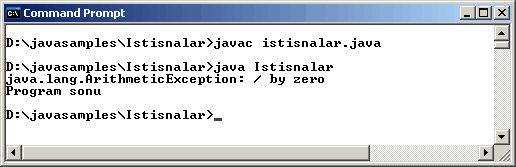 Command Prompt
D:\javasamples\Istisnalar>javac istisnalar.java
D:\javasamples\Istisnalar>java Istisnalar
java.lang.ArithmeticException: / by zero
Program sonu
D:\javasamples\Istisnalar>_